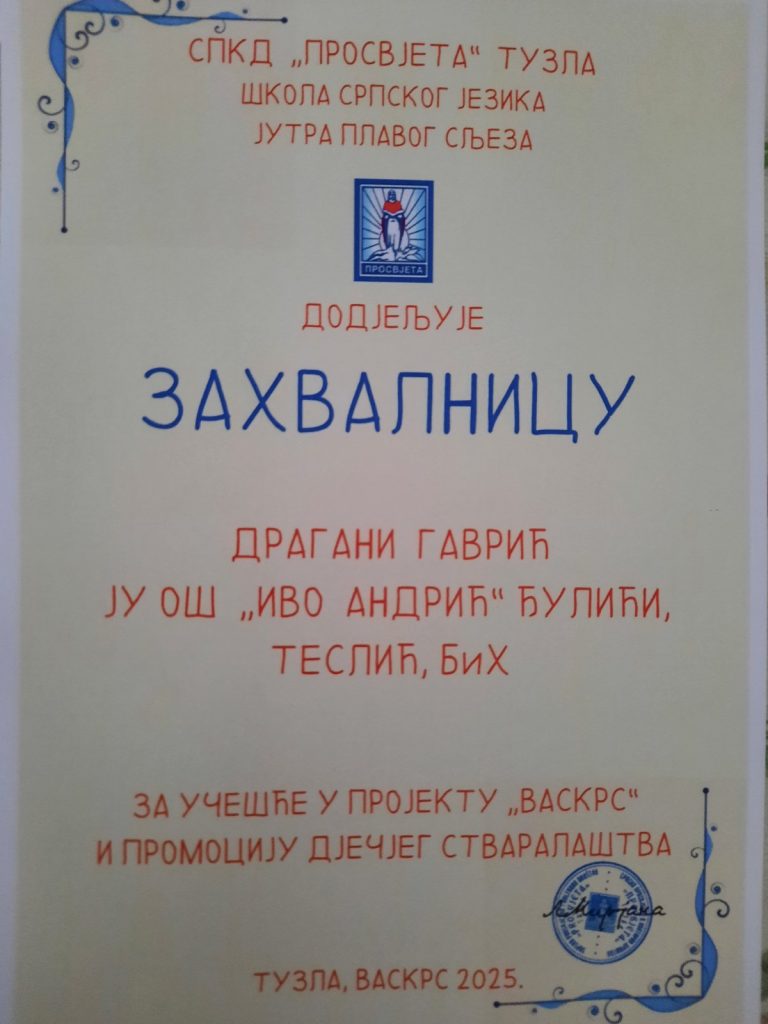 СПКД „ПРОСВЈЕТА“ ТУЗЛА
ШКОЛА СРПСКОГ ЈЕЗИКА
ЈУТРА ПЛАВОГ СЉЕЗА
ПРОСВЈЕТА
ДОДЈЕЉУЈЕ
ЗАХВАЛНИЦУ
ДРАГАНИ ГАВРИЋ
ЈУ ОШ „ИВО АНДРИЋ“ ЂУЛИЋИ,
ТЕСЛИЋ, БиХ
ЗА УЧЕШЋЕ У ПРОЈЕКТУ „ВАСКРС“
И ПРОМОЦИЈУ ДЈЕЧЈЕГ СТВАРАЛАШТВА
ТУЗЛА, ВАСКРС 2025.